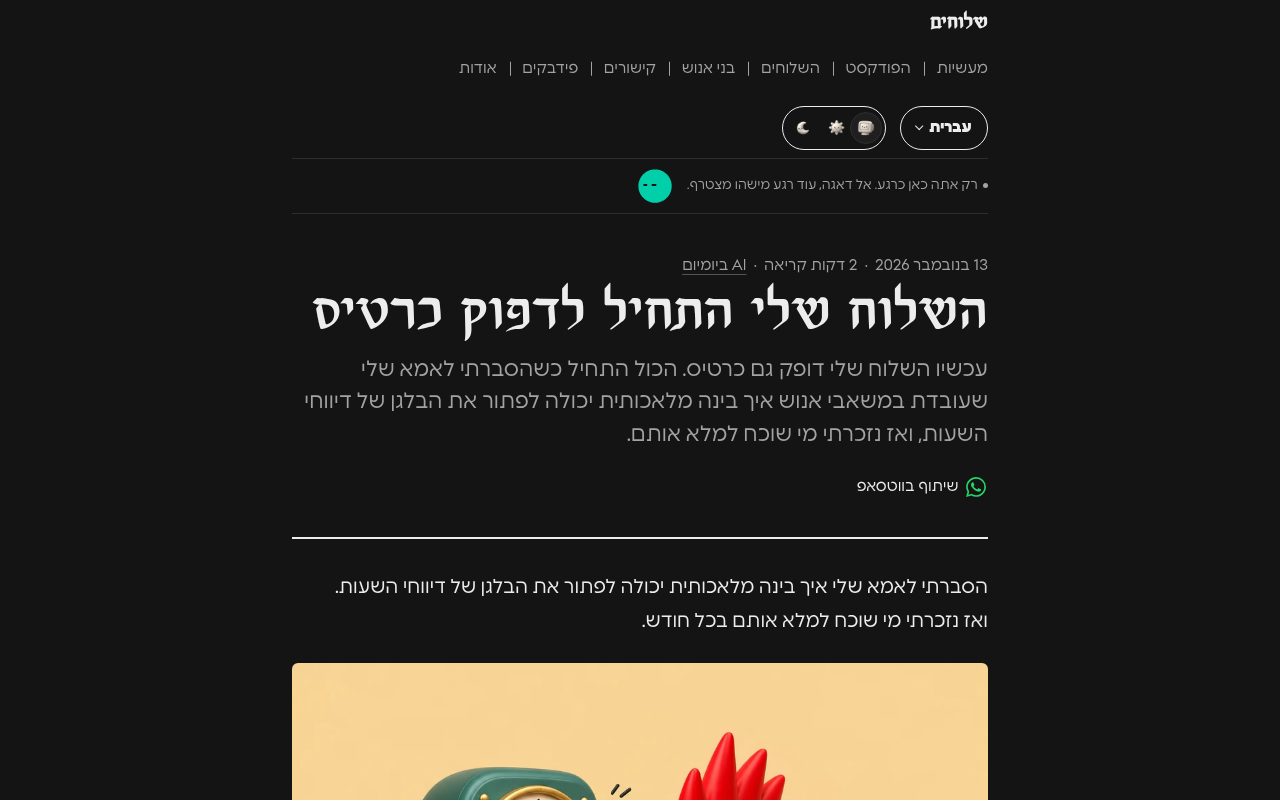 שלוחים
מעשיות | הפודקסט | השלוחים | בני אנוש | קישורים | פידבקים | אודות
עברית
• רק אתה כאן כרגע. אל דאגה, עוד רגע מישהו מצטרף.
13 בנובמבר 2026 · 2 דקות קריאה · AI ביומיום
השלוח שלי התחיל לדפוק כרטיס
עכשיו השלוח שלי דופק גם כרטיס. הכול התחיל כשהסברתי לאמא שלי
שעובדת במשאבי אנוש איך בינה מלאכותית יכולה לפתור את הבלגן של דיווחי
השעות, ואז נזכרתי מי שוכח למלא אותם.
שיתוף בווטסאפ
הסברתי לאמא שלי איך בינה מלאכותית יכולה לפתור את הבלגן של דיווחי השעות.
ואז נזכרתי מי שוכח למלא אותם בכל חודש.